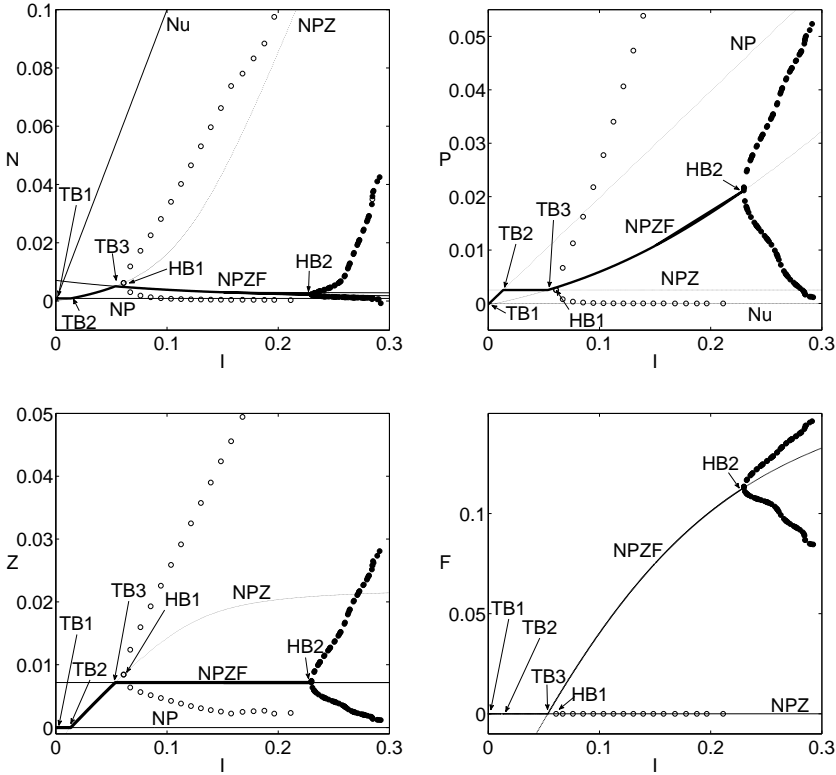 0.1
0.08
0.06
0.04
0.02
0
N
0
0.1
0.2
0.3
I
Nu
NPZ
TB1
TB3
HB1
NPZF
HB2
NP
TB2
0.05
0.04
0.03
0.02
0.01
0
P
0
0.1
0.2
0.3
I
NP
HB2
TB3
TB2
NPZF
NPZ
TB1
HB1
Nu
0.05
0.04
0.03
0.02
0.01
0
Z
0
0.1
0.2
0.3
I
NPZ
TB3
HB1
TB1
TB2
HB2
NPZF
NP
0.1
0.05
0
F
0
0.1
0.2
0.3
I
HB2
NPZF
TB1
TB2
TB3
HB1
NPZ